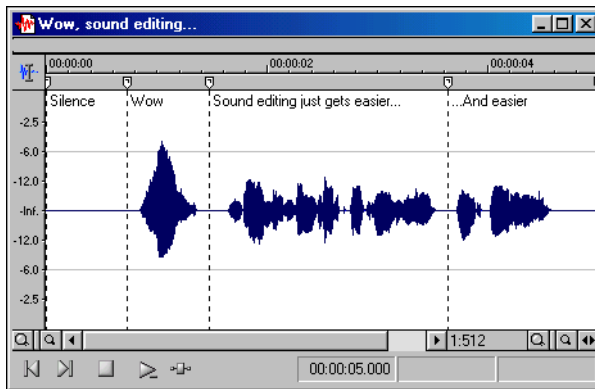 Wow, sound editing...
00:00:00 00:00:02 00:00:04
Silence Wow Sound editing just gets easier... ...And easier
-2.5
-6.0
-12.0
-Inf.
-12.0
-6.0
-2.5
1:512
00:00:05.000